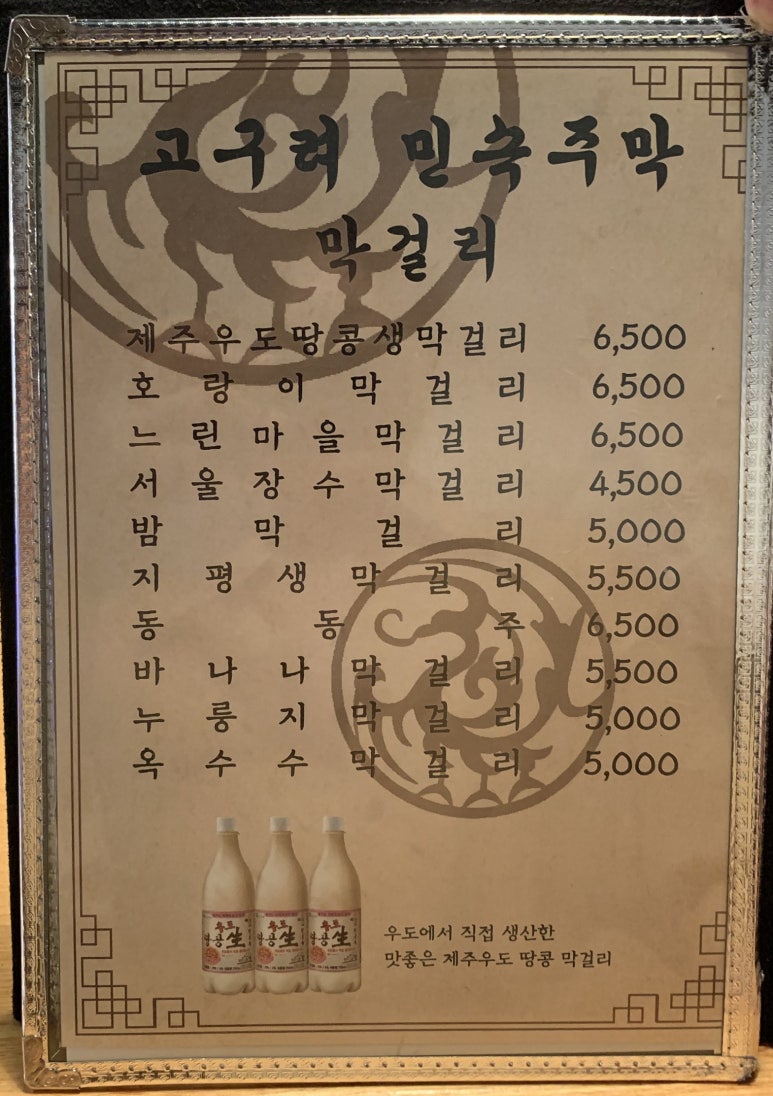 고구려 민속주막
막걸리
제주우도땅콩생막걸리 6,500
호랑이막걸리 6,500
느린마을막걸리 6,500
서울장수막걸리 4,500
밤막걸리 5,000
지평생막걸리 5,500
동동주 6,500
바나나막걸리 5,500
누룽지막걸리 5,000
옥수수막걸리 5,000
우도
땅콩 生
우도에서 직접 생산한
맛좋은 제주우도 땅콩 막걸리